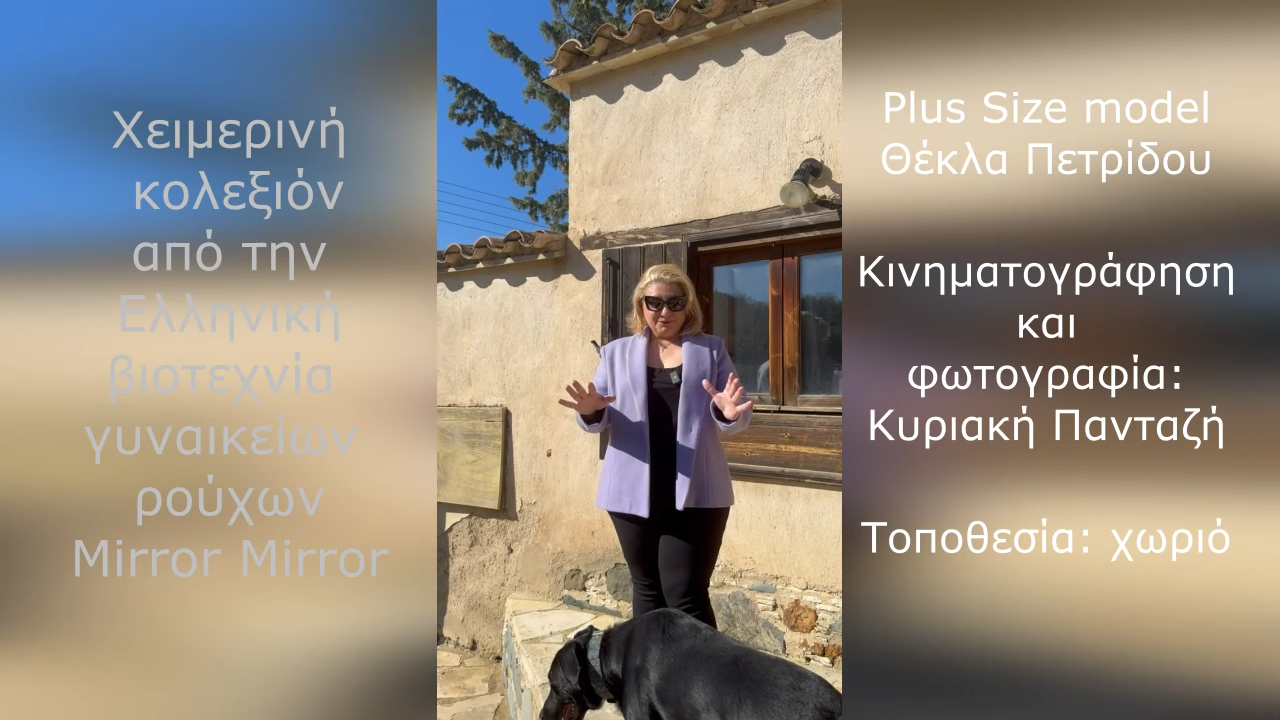 Χειμερινή
κολεξιόν
από την
Ελληνική
βιοτεχνία
γυναικείων
ρούχων
Mirror Mirror
Plus Size model
Θέκλα Πετρίδου
Κινηματογράφηση
και
φωτογραφία:
Κυριακή Πανταζή
Τοποθεσία: χωριό